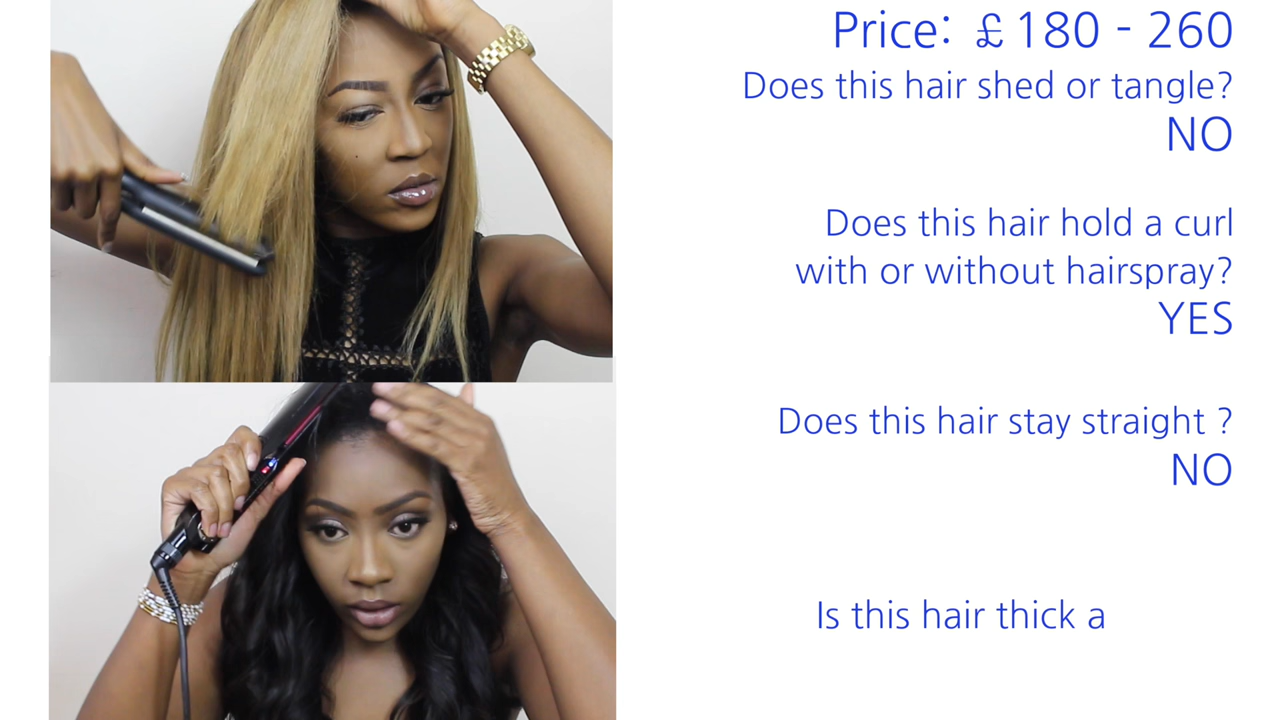 Price: £180 - 260
Does this hair shed or tangle?
NO
Does this hair hold a curl
with or without hairspray?
YES
Does this hair stay straight ?
NO
Is this hair thick a